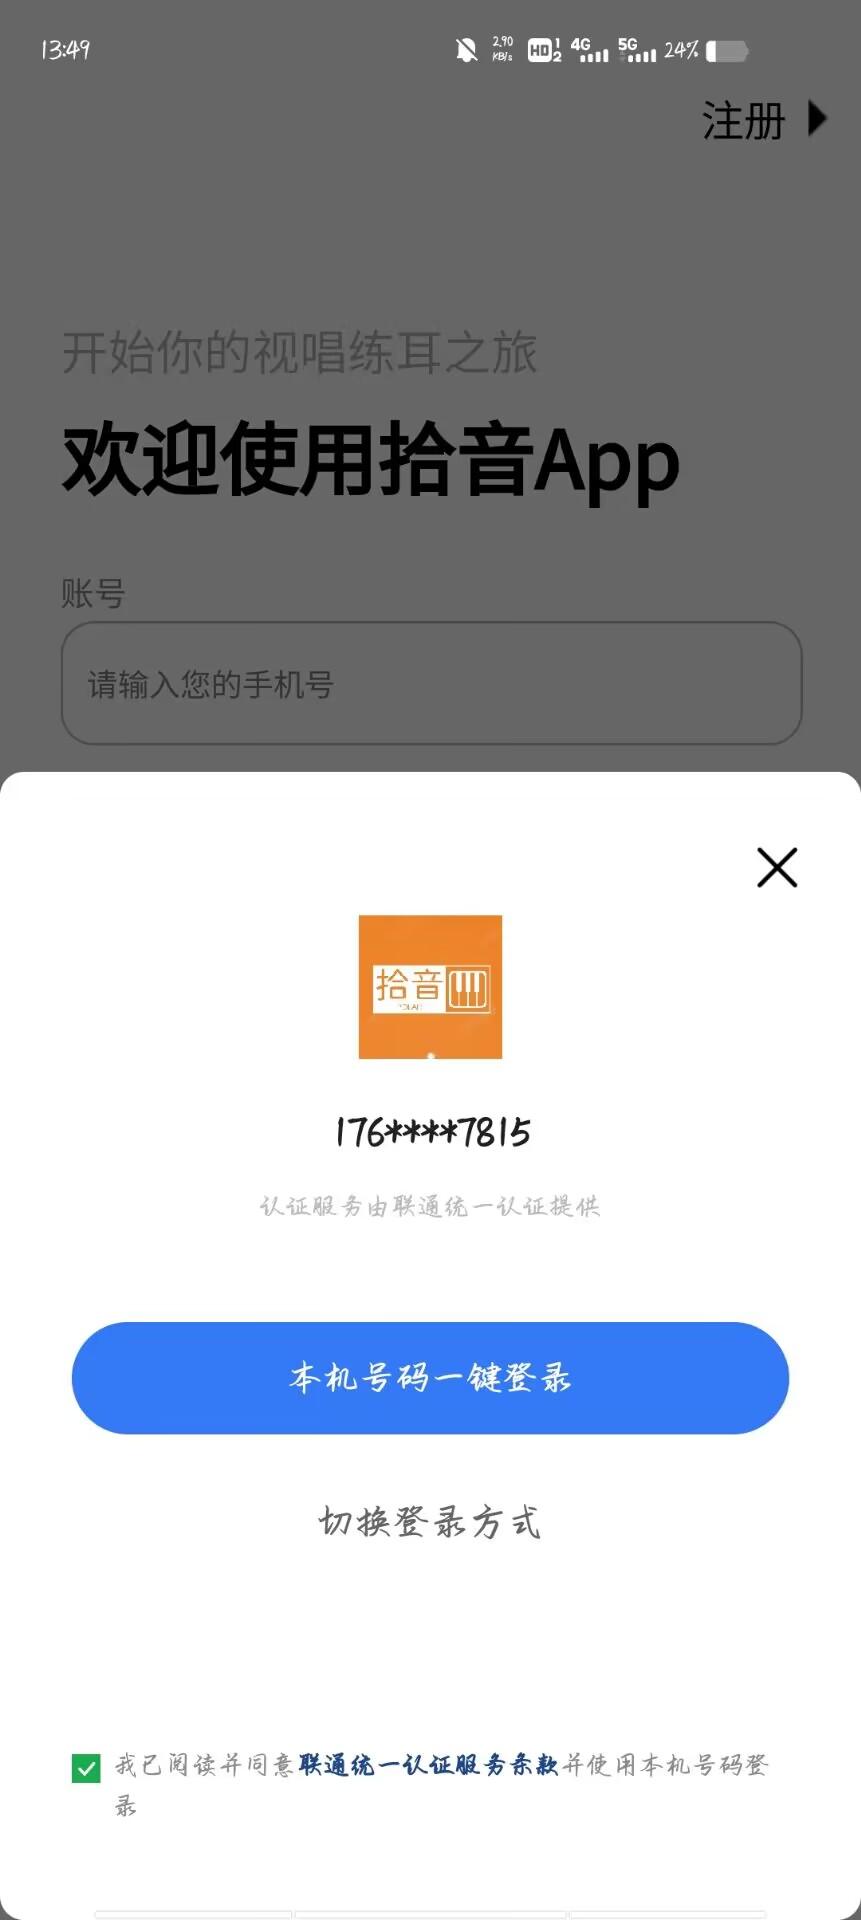 13:49
2.90
KB/s
HD 1 2
4G
5G
24%
注册
开始你的视唱练耳之旅
欢迎使用拾音App
账号
请输入您的手机号
拾音
176****7815
认证服务由联通统一认证提供
本机号码一键登录
切换登录方式
我已阅读并同意联通统一认证服务条款并使用本机号码登
录